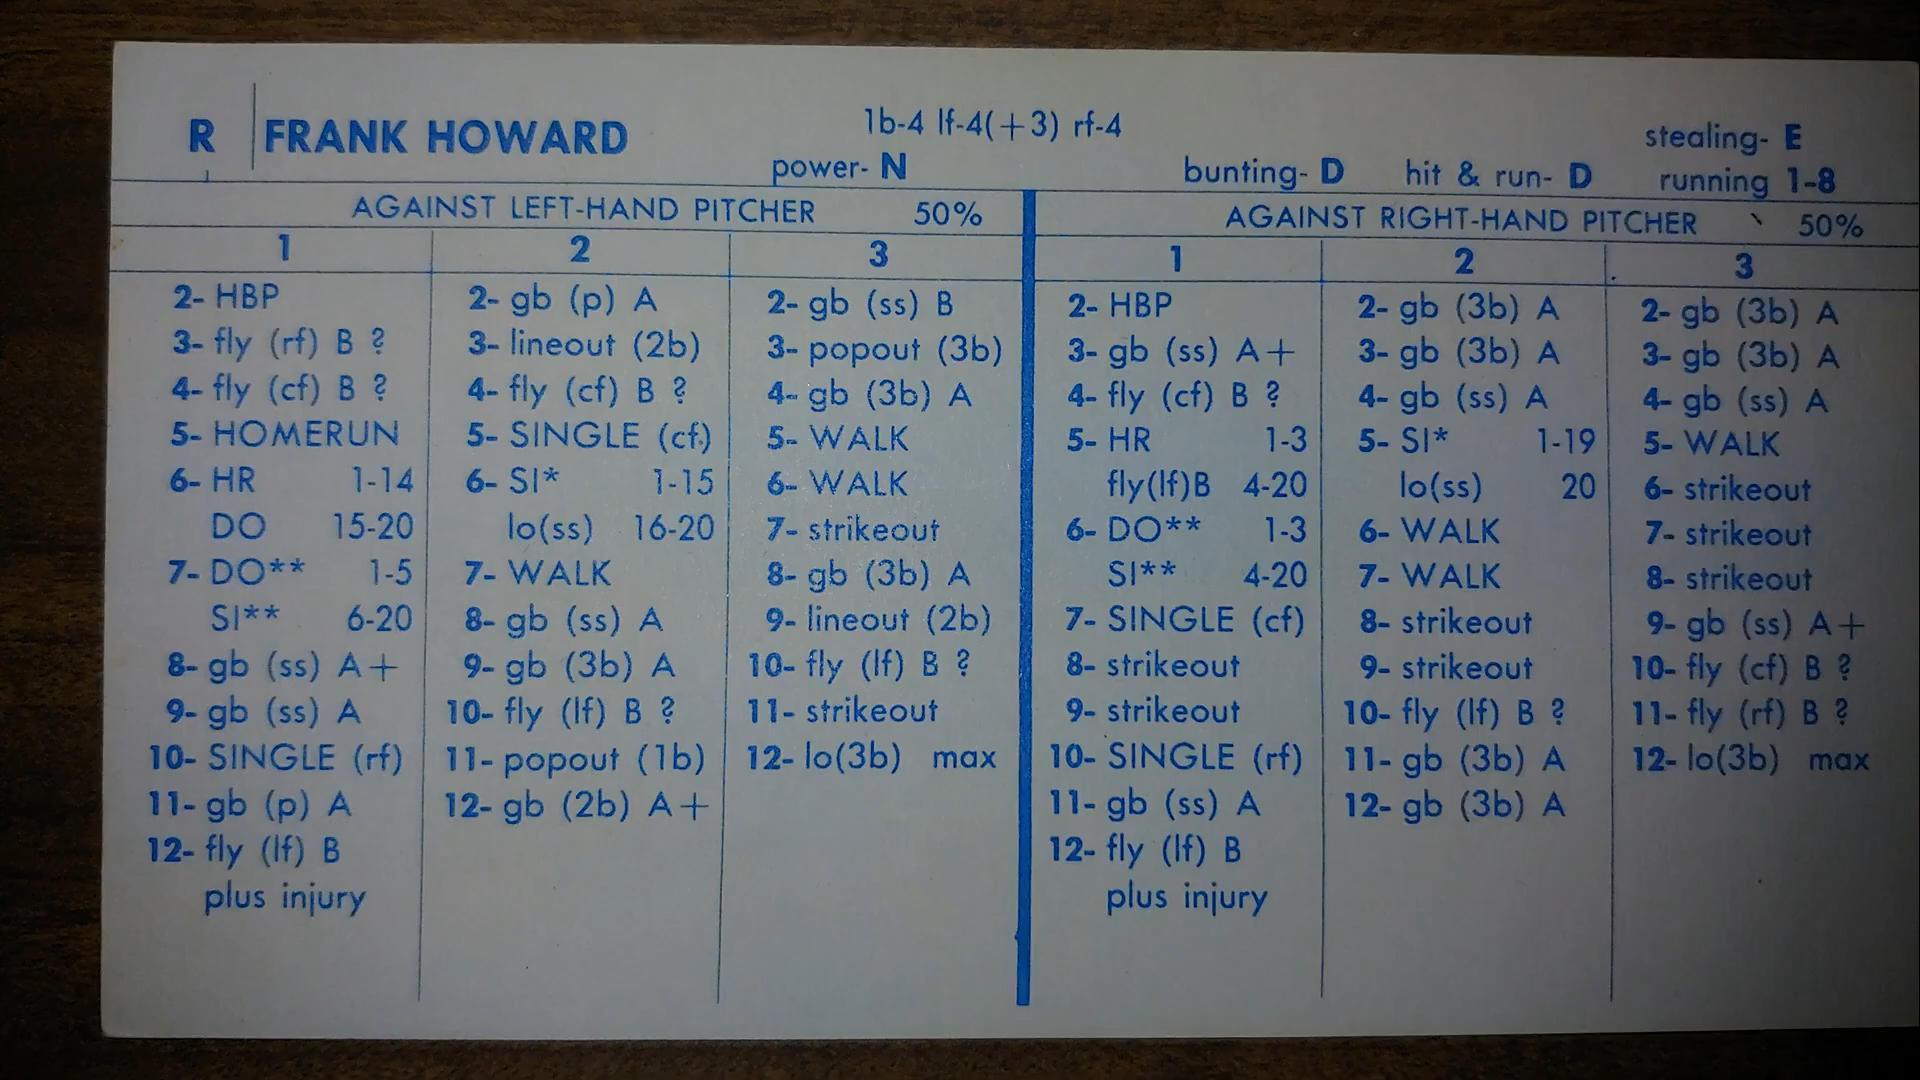 R FRANK HOWARD 1b-4 lf-4(+3) rf-4 stealing- E
power- N bunting- D hit & run- D running 1-8
AGAINST LEFT-HAND PITCHER 50%
1 2 3
2- HBP 2- gb (p) A 2- gb (ss) B
3- fly (rf) B ? 3- lineout (2b) 3- popout (3b)
4- fly (cf) B ? 4- fly (cf) B ? 4- gb (3b) A
5- HOMERUN 5- SINGLE (cf) 5- WALK
6- HR 1-14 6- SI* 1-15 6- WALK
DO 15-20 lo(ss) 16-20 7- strikeout
7- DO** 1-5 7- WALK 8- gb (3b) A
SI** 6-20 8- gb (ss) A 9- lineout (2b)
8- gb (ss) A+ 9- gb (3b) A 10- fly (lf) B ?
9- gb (ss) A 10- fly (lf) B ? 11- strikeout
10- SINGLE (rf) 11- popout (1b) 12- lo(3b) max
11- gb (p) A 12- gb (2b) A+
12- fly (lf) B
plus injury
AGAINST RIGHT-HAND PITCHER 50%
1 2 3
2- HBP 2- gb (3b) A 2- gb (3b) A
3- gb (ss) A+ 3- gb (3b) A 3- gb (3b) A
4- fly (cf) B ? 4- gb (ss) A 4- gb (ss) A
5- HR 1-3 5- SI* 1-19 5- WALK
fly(lf)B 4-20 lo(ss) 20 6- strikeout
6- DO** 1-3 6- WALK 7- strikeout
SI** 4-20 7- WALK 8- strikeout
7- SINGLE (cf) 8- strikeout 9- gb (ss) A+
8- strikeout 9- strikeout 10- fly (cf) B ?
9- strikeout 10- fly (lf) B ? 11- fly (rf) B ?
10- SINGLE (rf) 11- gb (3b) A 12- lo(3b) max
11- gb (ss) A 12- gb (3b) A
12- fly (lf) B
plus injury